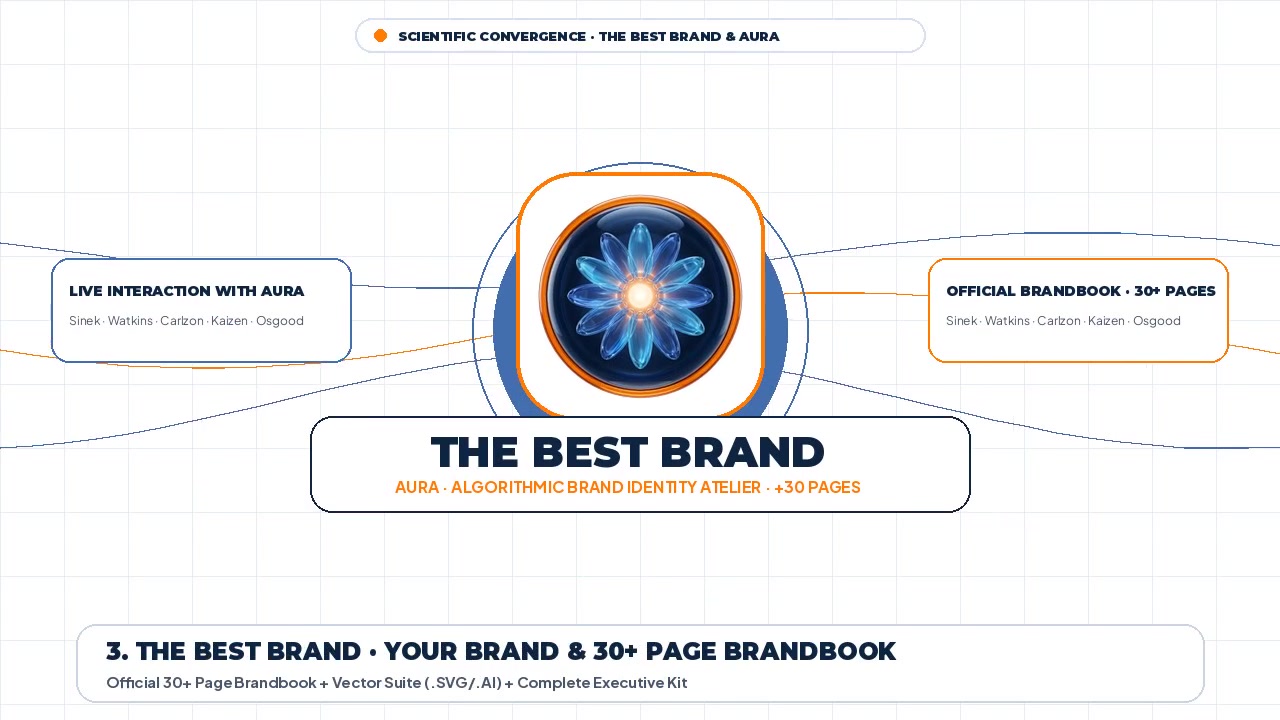 SCIENTIFIC CONVERGENCE · THE BEST BRAND & AURA
LIVE INTERACTION WITH AURA
Sinek · Watkins · Carlzon · Kaizen · Osgood
OFFICIAL BRANDBOOK · 30+ PAGES
Sinek · Watkins · Carlzon · Kaizen · Osgood
THE BEST BRAND
AURA · ALGORITHMIC BRAND IDENTITY ATELIER · +30 PAGES
3. THE BEST BRAND · YOUR BRAND & 30+ PAGE BRANDBOOK
Official 30+ Page Brandbook + Vector Suite (.SVG/.AI) + Complete Executive Kit